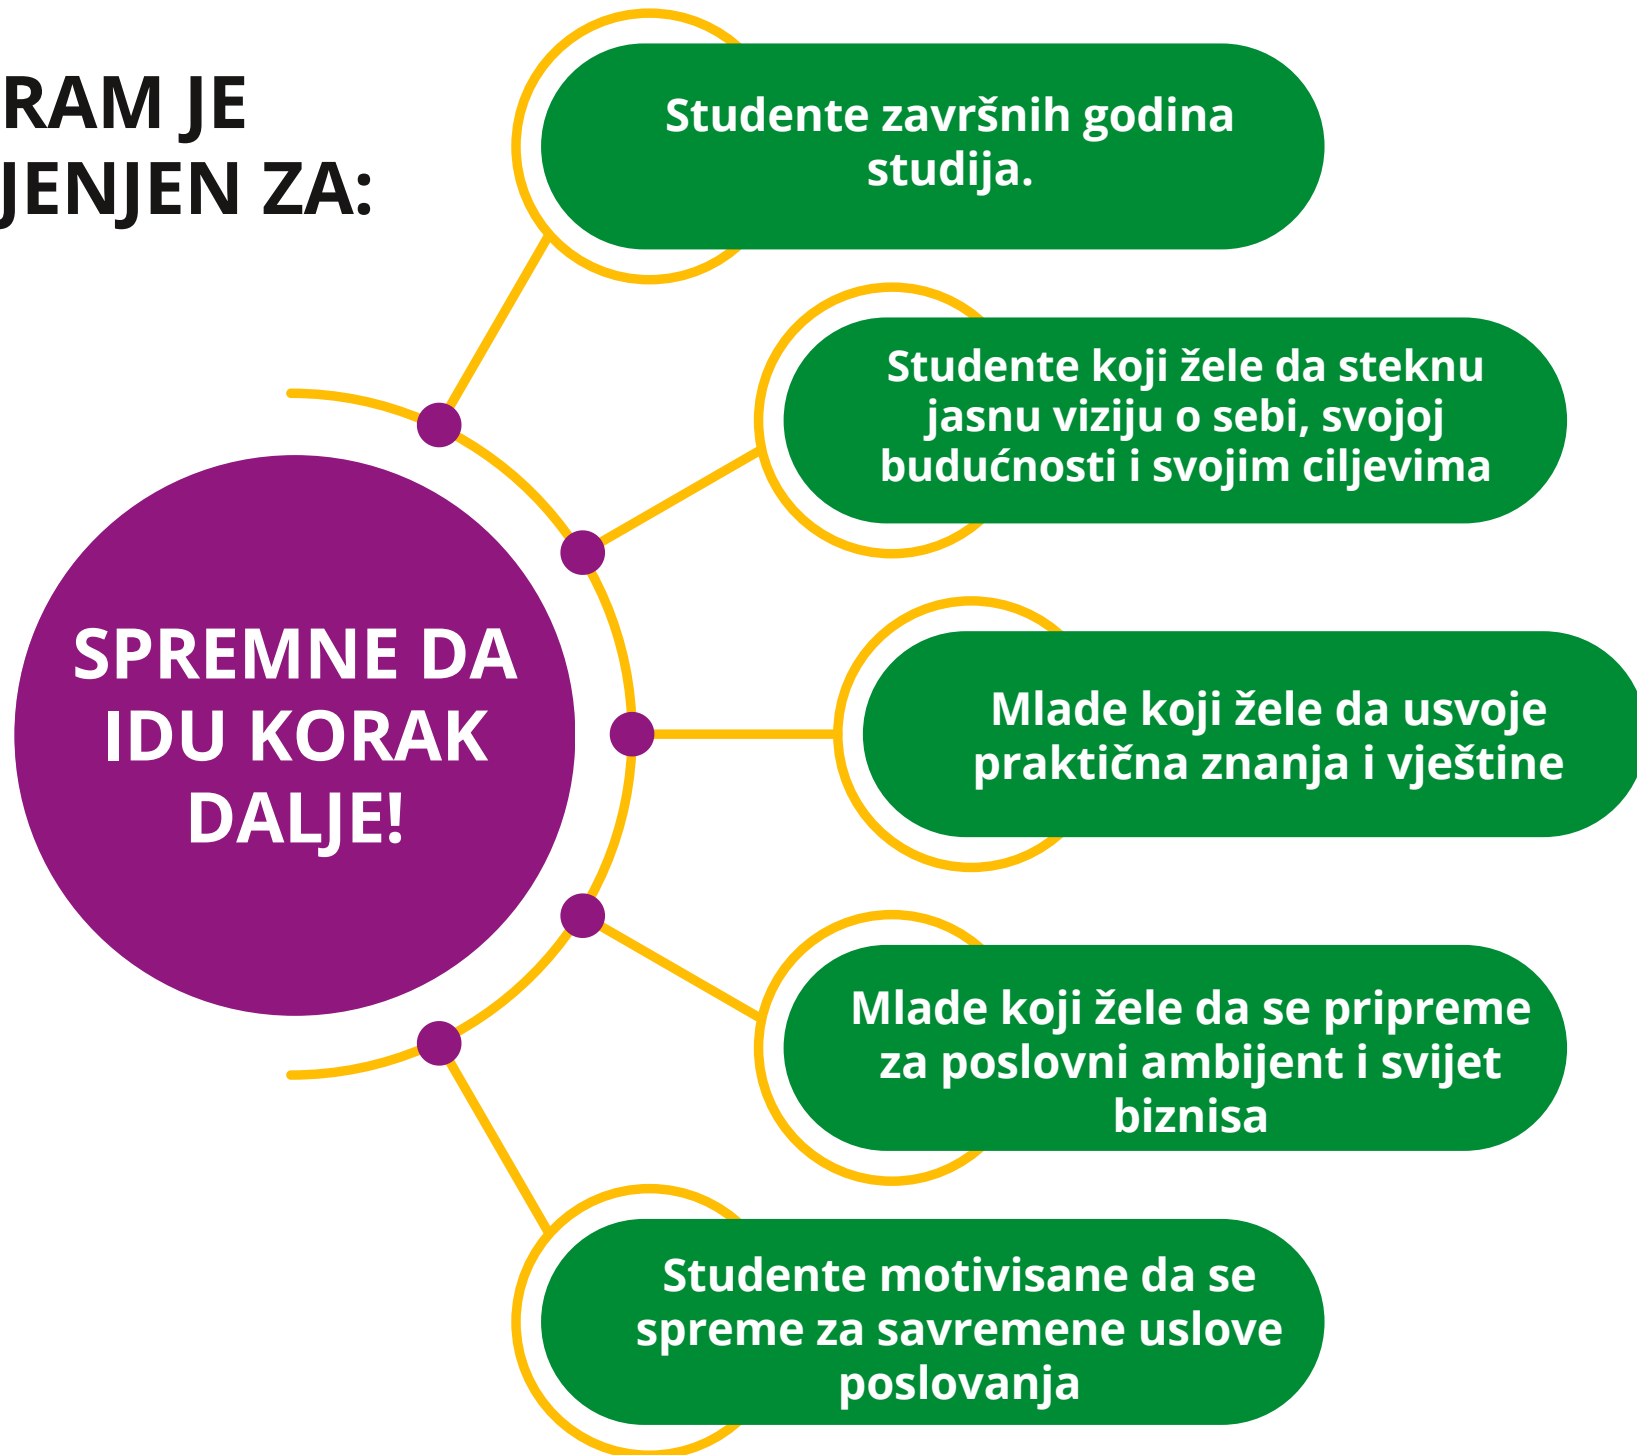 RAM JE
JENJEN ZA:
Studente završnih godina
studija.
Studente koji žele da steknu
jasnu viziju o sebi, svojoj
budućnosti i svojim ciljevima
SPREMNE DA
IDU KORAK
DALJE!
Mlade koji žele da usvoje
praktična znanja i vještine
Mlade koji žele da se pripreme
za poslovni ambijent i svijet
biznisa
Studente motivisane da se
spreme za savremene uslove
poslovanja